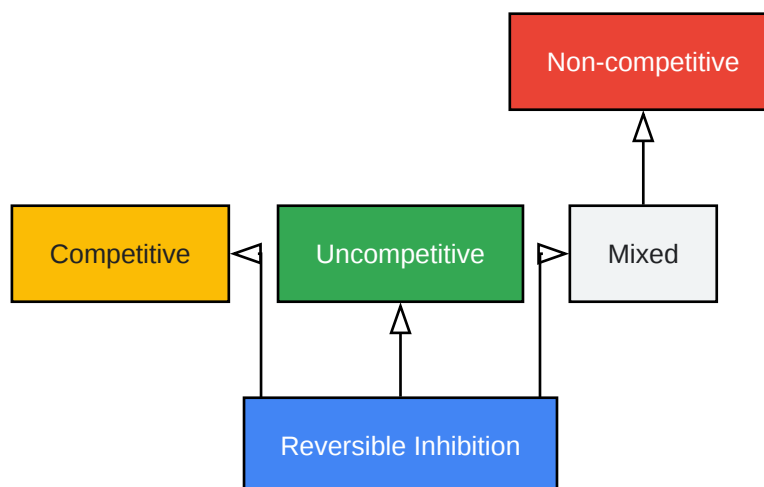 Non-competitive
Competitive
Uncompetitive
Mixed
Reversible Inhibition